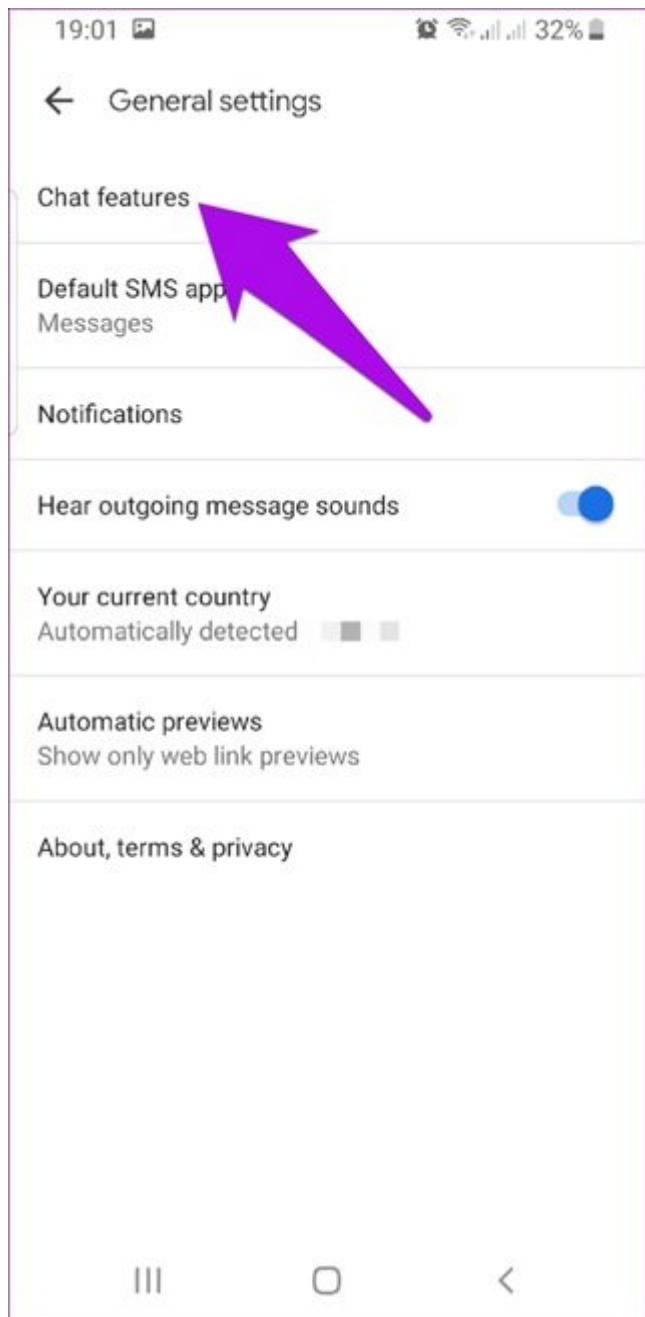 19:01 32%
General settings
Chat features
Default SMS app
Messages
Notifications
Hear outgoing message sounds
Your current country
Automatically detected
Automatic previews
Show only web link previews
About, terms & privacy